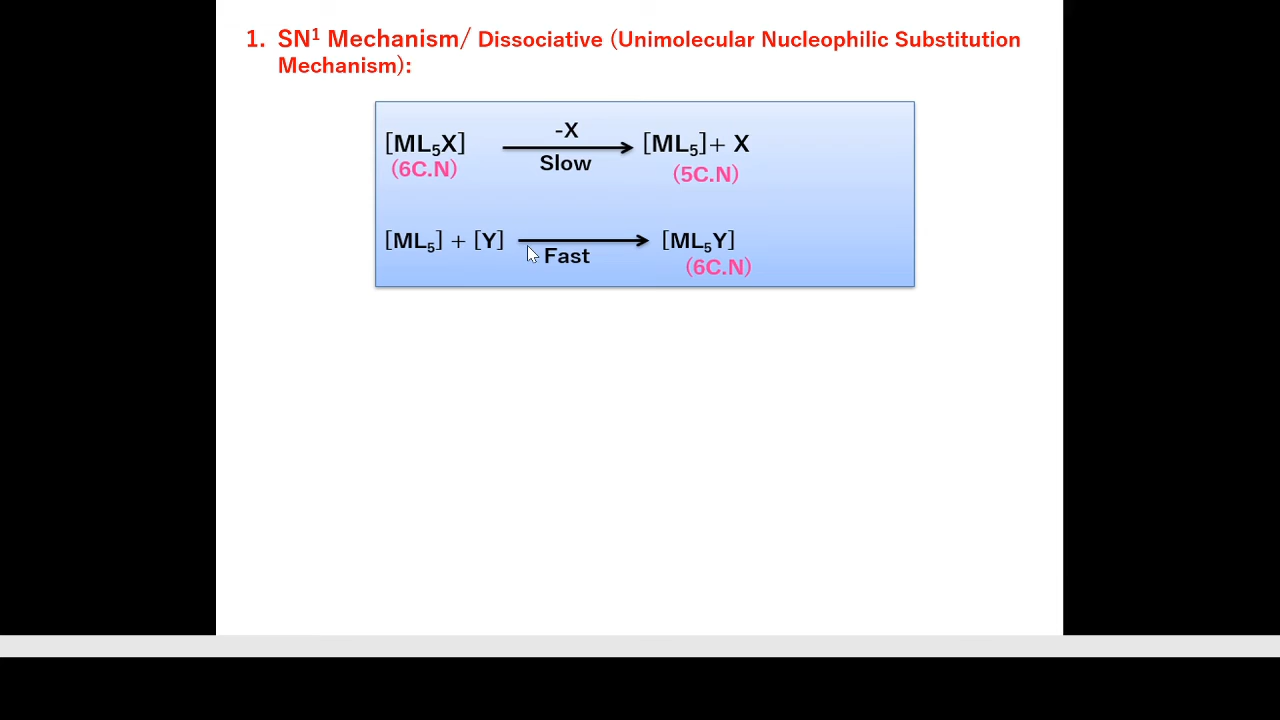 1. SN¹ Mechanism/ Dissociative (Unimolecular Nucleophilic Substitution
Mechanism):
-X
[ML₅X] [ML₅]+ X
Slow
(6C.N) (5C.N)
[ML₅] + [Y] [ML₅Y]
Fast
(6C.N)